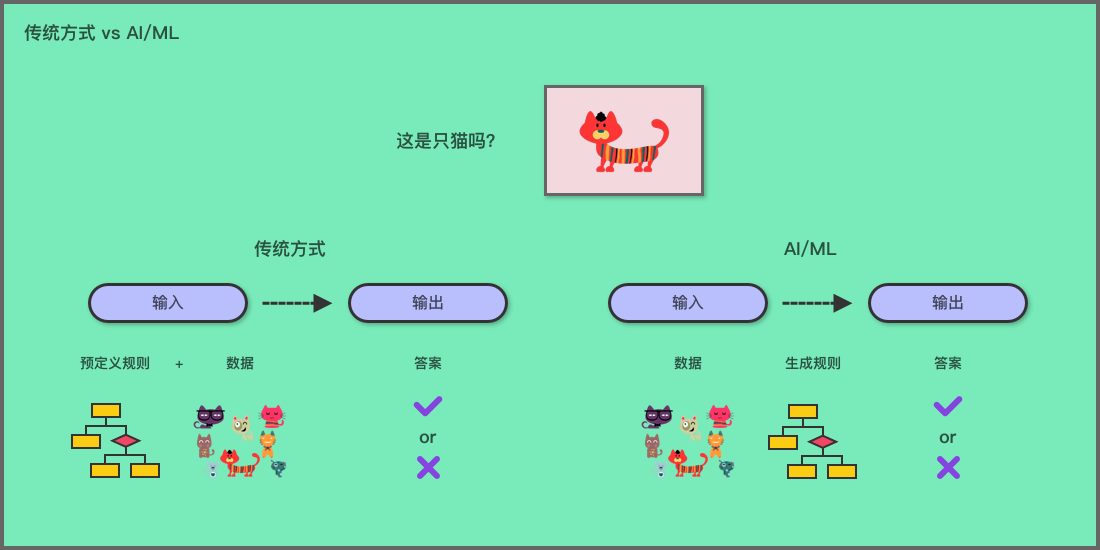 传统方式 vs AI/ML
这是只猫吗?
传统方式
输入
输出
预定义规则 + 数据
答案
or
AI/ML
输入
输出
数据
生成规则
答案
or